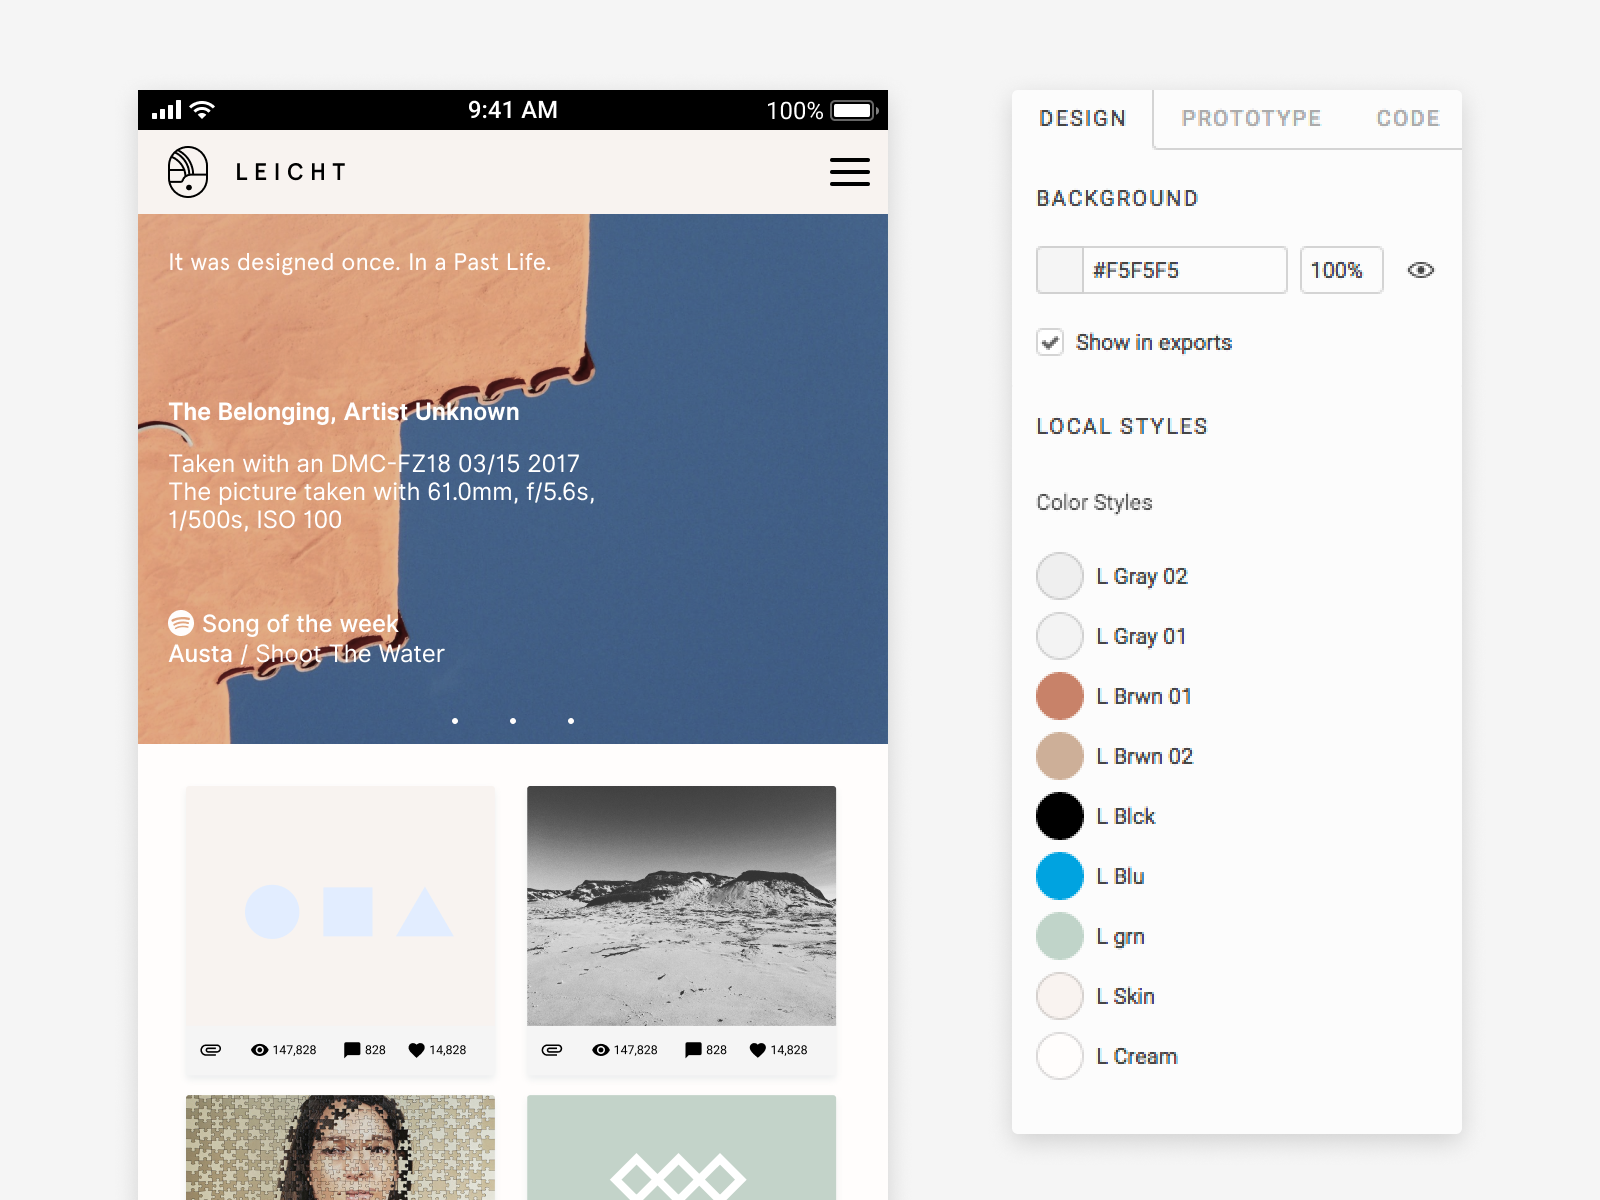 9:41 AM
100%
LEICHT
It was designed once. In a Past Life.
The Belonging, Artist Unknown
Taken with an DMC-FZ18 03/15 2017
The picture taken with 61.0mm, f/5.6s,
1/500s, ISO 100
Song of the week
Austa / Shoot The Water
147,828
828
14,828
147,828
828
14,828
DESIGN
PROTOTYPE
CODE
BACKGROUND
#F5F5F5
100%
Show in exports
LOCAL STYLES
Color Styles
L Gray 02
L Gray 01
L Brwn 01
L Brwn 02
L Blck
L Blu
L grn
L Skin
L Cream